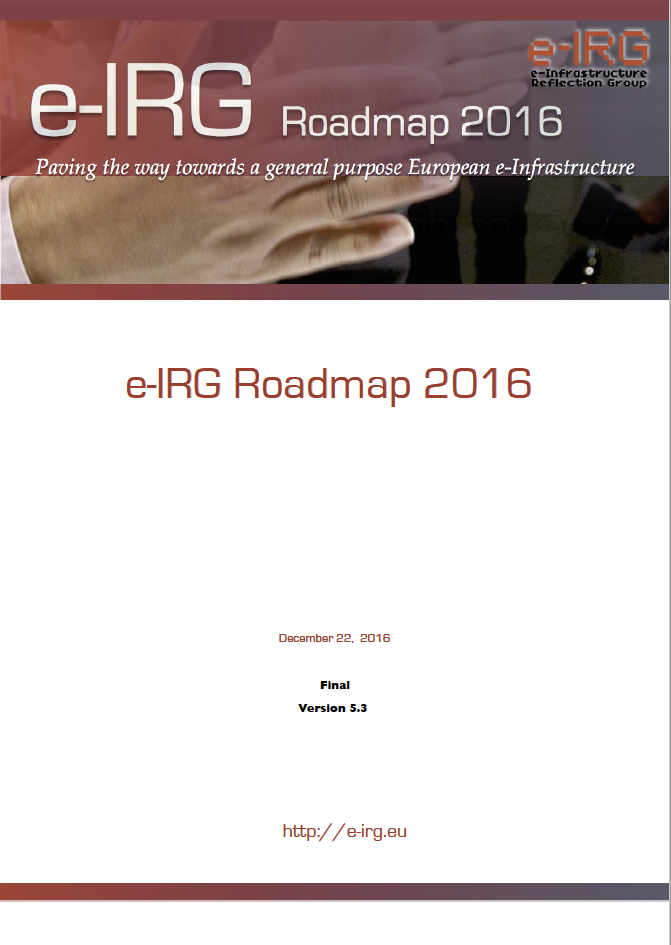 e-IRG
e-Infrastructure
Reflection Group
e-IRG Roadmap 2016
Paving the way towards a general purpose European e-Infrastructure
e-IRG Roadmap 2016
December 22, 2016
Final
Version 5.3
http://e-irg.eu